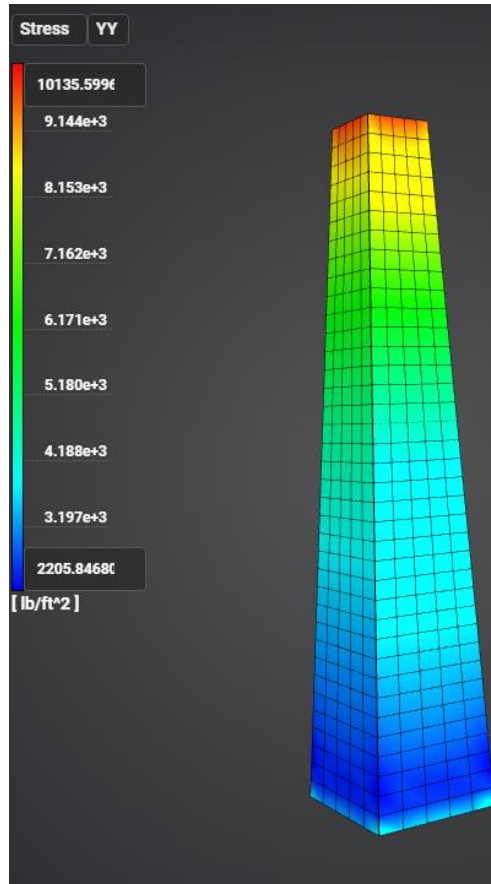 Stress YY
10135.599
9.144e+3
8.153e+3
7.162e+3
6.171e+3
5.180e+3
4.188e+3
3.197e+3
2205.8468
[ lb/ft^2 ]